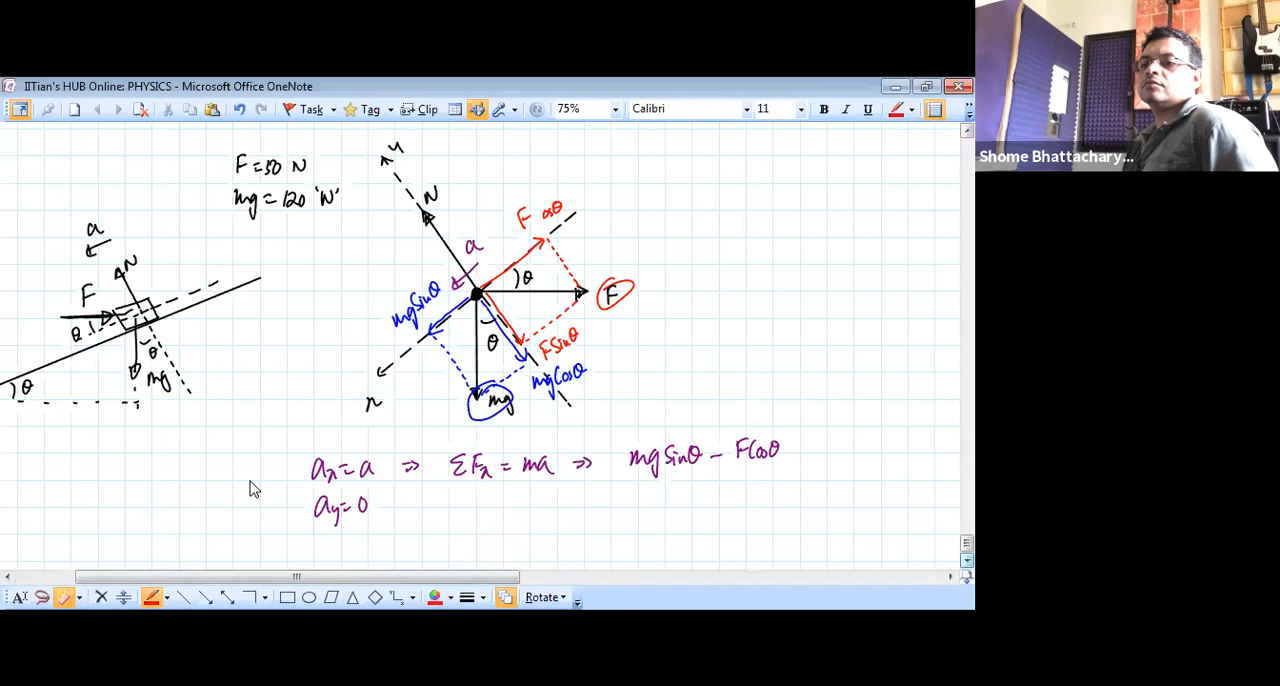 IITian's HUB Online: PHYSICS - Microsoft Office OneNote
Task
Tag
Clip
75%
Calibri
11
B I U
Shome Bhattachary...
F = 50 N
mg = 120 'N'
a
N
F
θ
θ
mg
θ
y
N
F cosθ
a
θ
F
mg sinθ
θ
F sinθ
mg cosθ
mg
x
aₓ = a ⇒ ΣFₓ = ma ⇒ mg sinθ - F cosθ
a_y = 0
A
Rotate